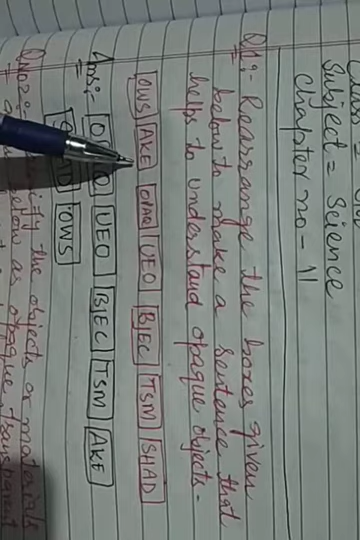 Subject = Science
Chapter no - 11
Q1:- Rearrange the boxes given
below to make a sentence that
helps to understand opaque objects -
OWS AKE OPAQ UEO BJEC TSM SHAD
Ans:- O Q UEO BJEC TSM AKE
D OWS
the objects or materials
below as opaque, transparent